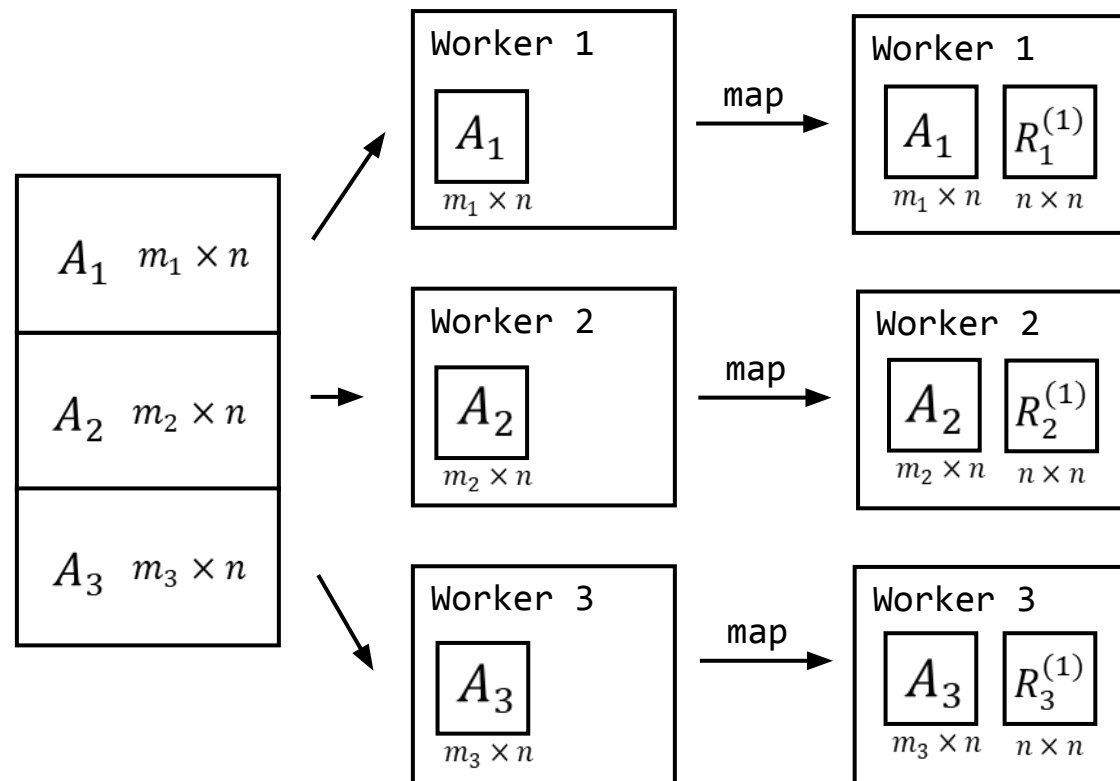 A₁ m₁ × n
A₂ m₂ × n
A₃ m₃ × n
Worker 1
A₁
m₁ × n
map
Worker 1
A₁ R₁⁽¹⁾
m₁ × n n × n
Worker 2
A₂
m₂ × n
map
Worker 2
A₂ R₂⁽¹⁾
m₂ × n n × n
Worker 3
A₃
m₃ × n
map
Worker 3
A₃ R₃⁽¹⁾
m₃ × n n × n